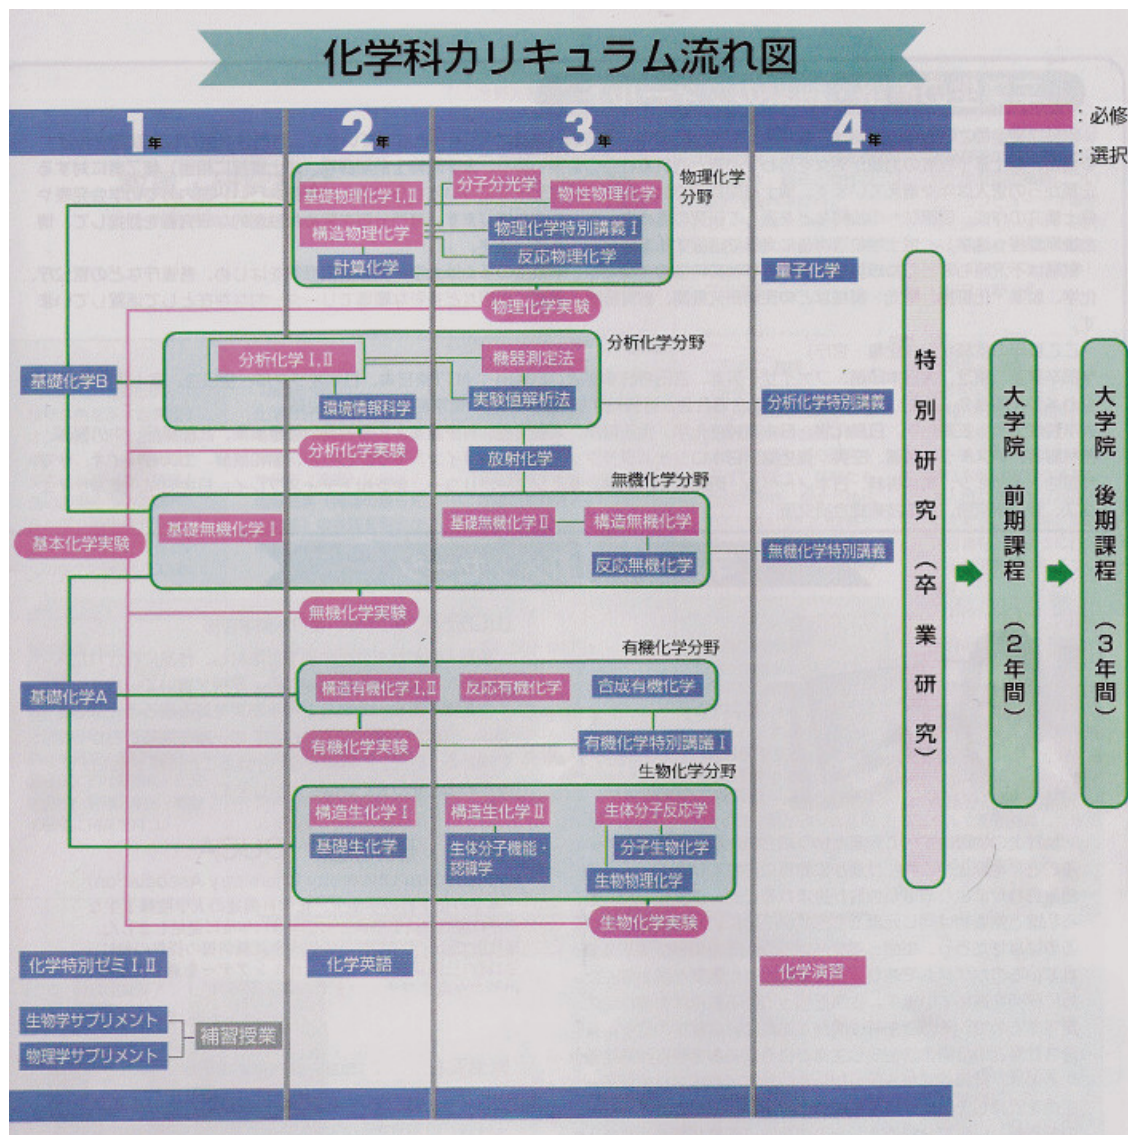 化学科カリキュラム流れ図
1年
2年
3年
4年
：必修
：選択
物理化学
分野
基礎物理化学Ⅰ,Ⅱ
分子分光学
物性物理化学
構造物理化学
物理化学特別講義Ⅰ
計算化学
反応物理化学
量子化学
物理化学実験
分析化学分野
分析化学Ⅰ,Ⅱ
機器測定法
基礎化学B
環境情報科学
実験値解析法
分析化学特別講義
分析化学実験
放射化学
無機化学分野
基礎無機化学Ⅰ
基礎無機化学Ⅱ
構造無機化学
基本化学実験
反応無機化学
無機化学特別講義
無機化学実験
有機化学分野
基礎化学A
構造有機化学Ⅰ,Ⅱ
反応有機化学
合成有機化学
有機化学実験
有機化学特別講議Ⅰ
生物化学分野
構造生化学Ⅰ
構造生化学Ⅱ
生体分子反応学
基礎生化学
生体分子機能・
認識学
分子生物化学
生物物理化学
生物化学実験
化学特別ゼミⅠ,Ⅱ
化学英語
化学演習
生物学サプリメント
物理学サプリメント
補習授業
特別研究（卒業研究）
大学院 前期課程（2年間）
大学院 後期課程（3年間）